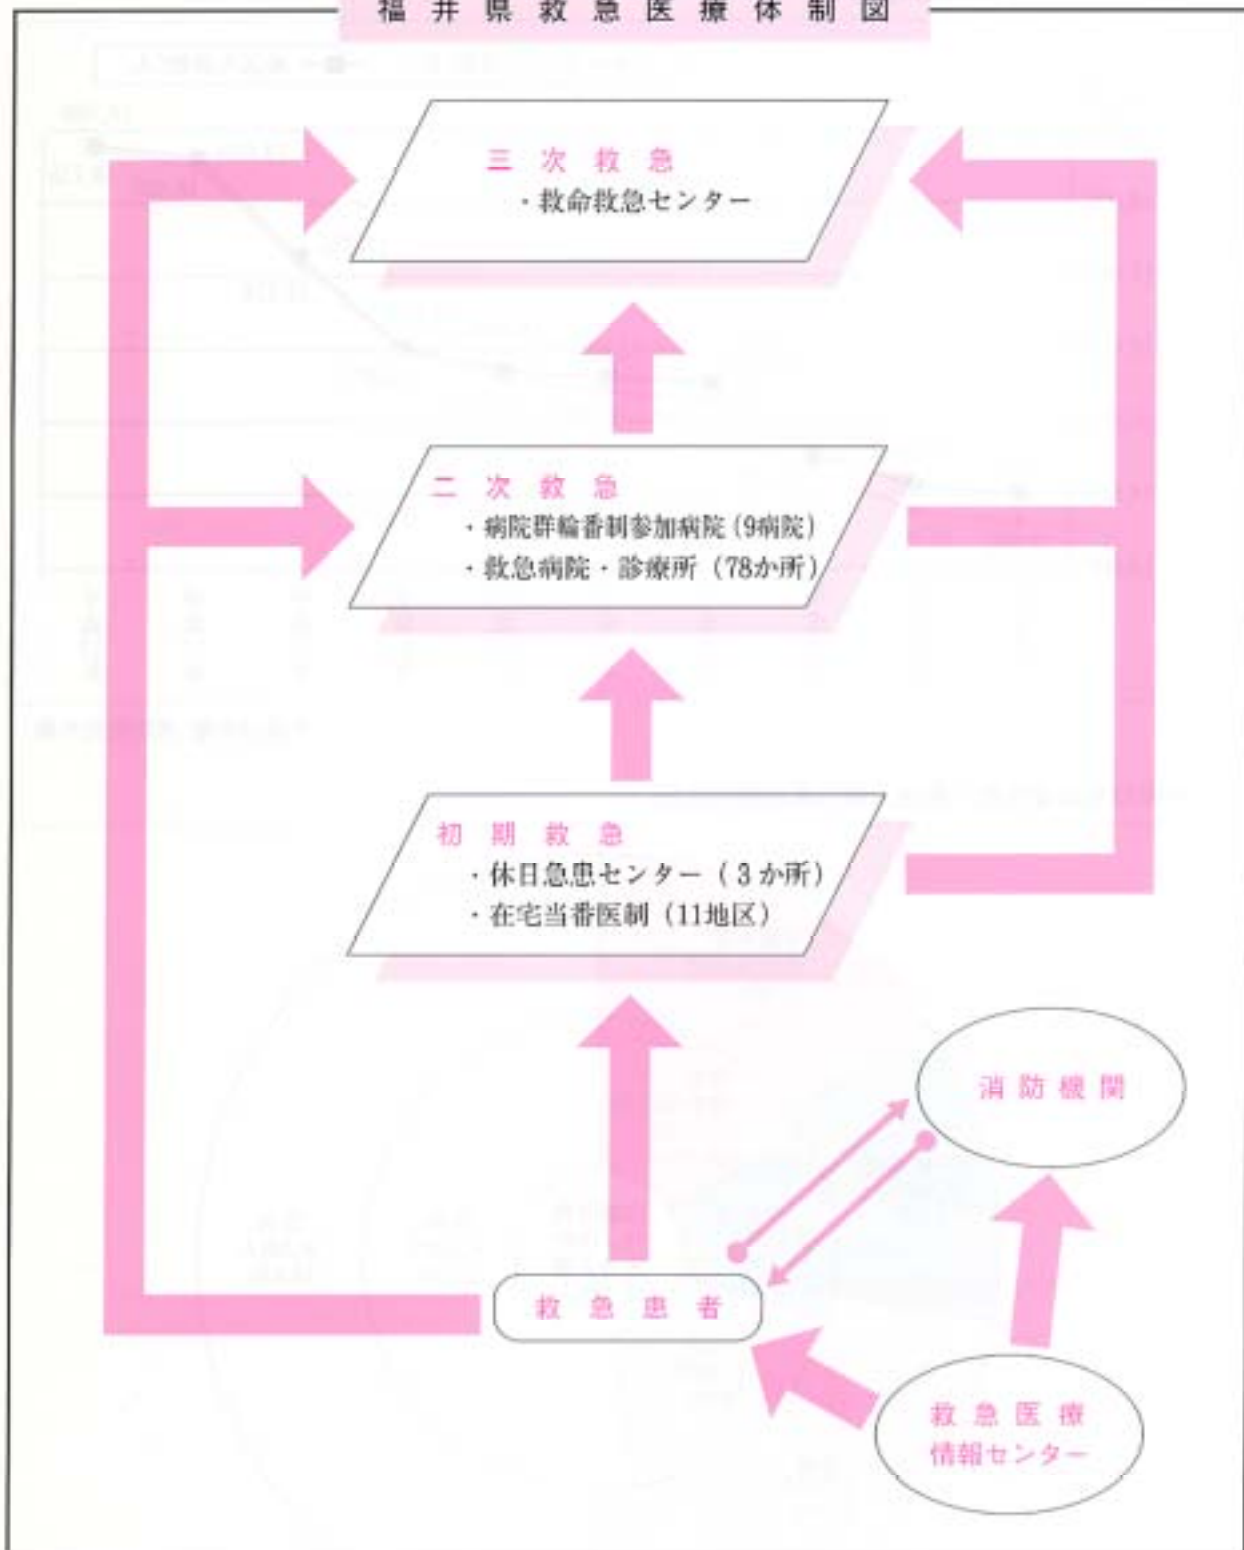 福井県救急医療体制図
三次救急
・救命救急センター
二次救急
・病院群輪番制参加病院(9病院)
・救急病院・診療所(78か所)
初期救急
・休日急患センター(3か所)
・在宅当番医制(11地区)
消防機関
救急患者
救急医療
情報センター